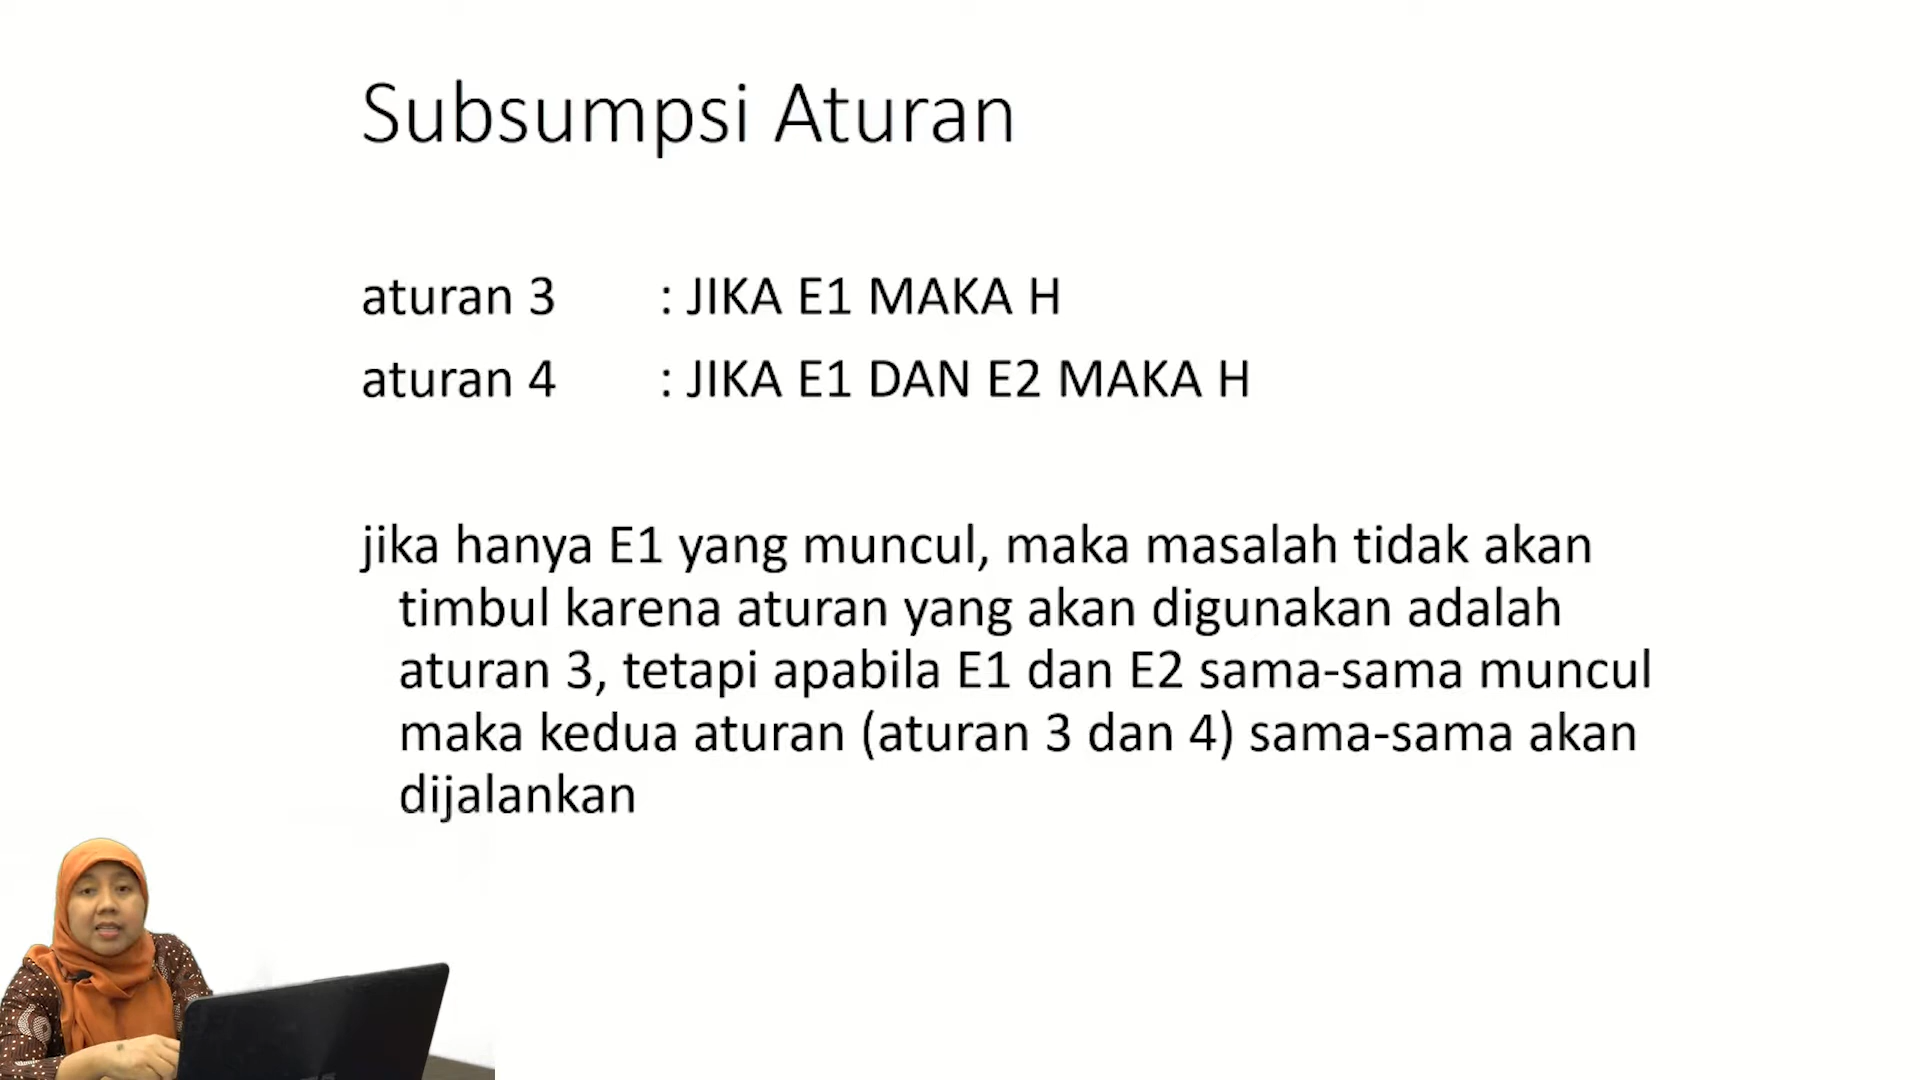 Subsumpsi Aturan
aturan 3 : JIKA E1 MAKA H
aturan 4 : JIKA E1 DAN E2 MAKA H
jika hanya E1 yang muncul, maka masalah tidak akan
timbul karena aturan yang akan digunakan adalah
aturan 3, tetapi apabila E1 dan E2 sama-sama muncul
maka kedua aturan (aturan 3 dan 4) sama-sama akan
dijalankan